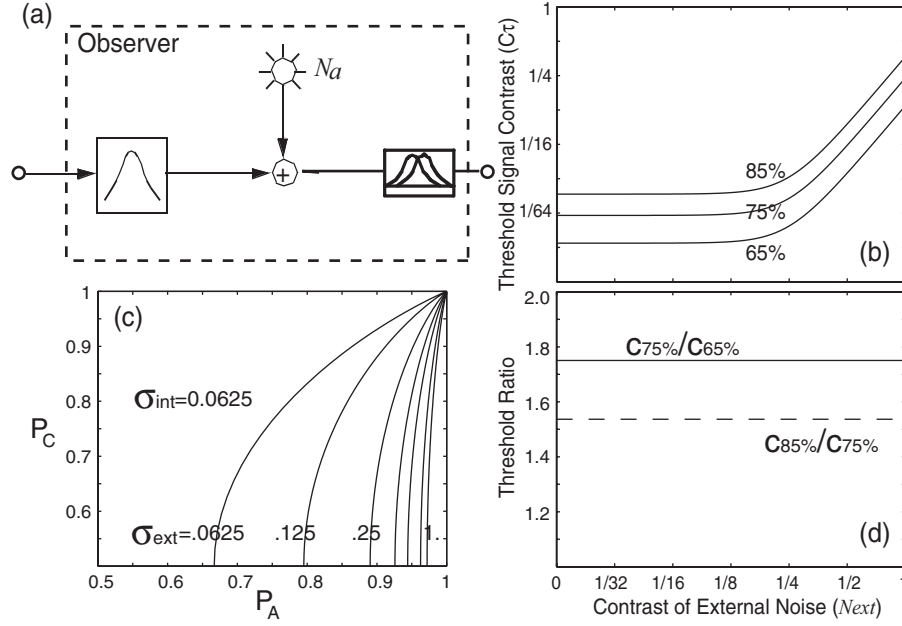 (a)
Observer
Na
+
Threshold Signal Contrast (Cτ)
1
1/4
1/16
1/64
85%
75%
65%
(b)
(c)
P_C
1
0.9
0.8
0.7
0.6
σint=0.0625
σext=.0625 .125 .25 1..
0.5 0.6 0.7 0.8 0.9 1
P_A
Threshold Ratio
2.0
1.8
1.6
1.4
1.2
C75%/C65%
C85%/C75%
(d)
0 1/32 1/16 1/8 1/4 1/2 1
Contrast of External Noise (Next)